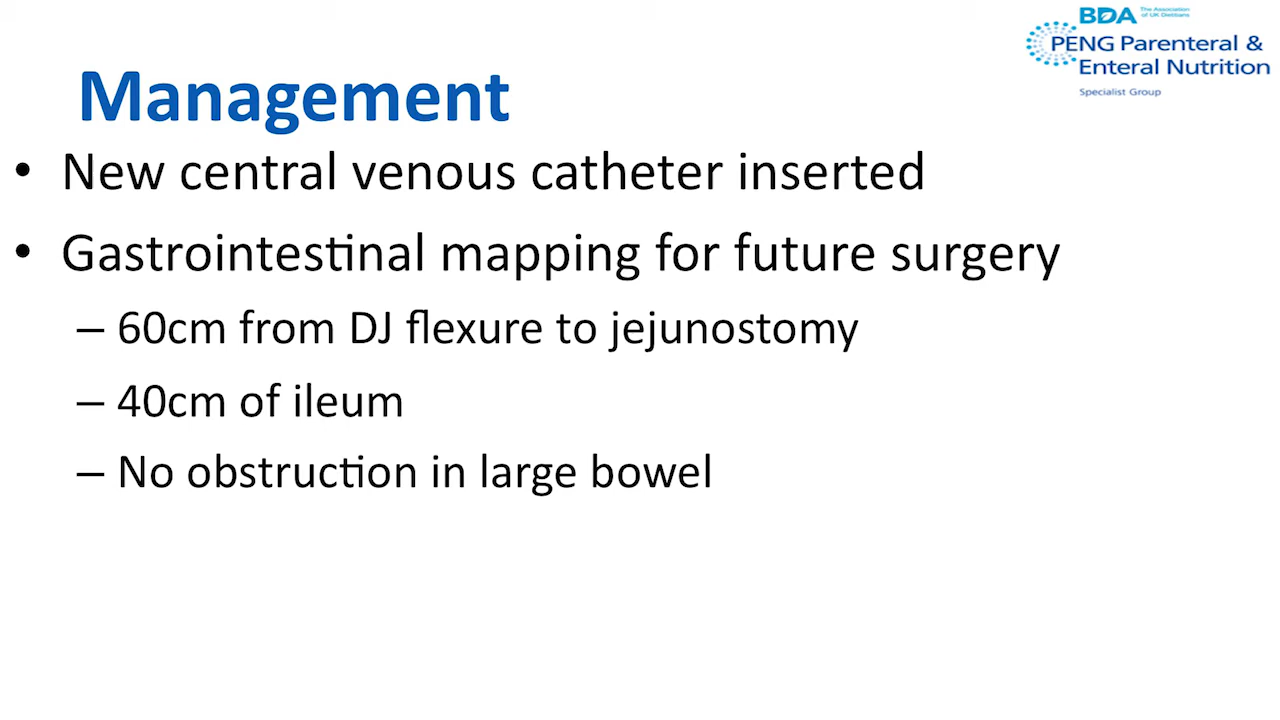 BDA The Association of UK Dietitians
PENG Parenteral &
Enteral Nutrition
Specialist Group
Management
• New central venous catheter inserted
• Gastrointestinal mapping for future surgery
– 60cm from DJ flexure to jejunostomy
– 40cm of ileum
– No obstruction in large bowel